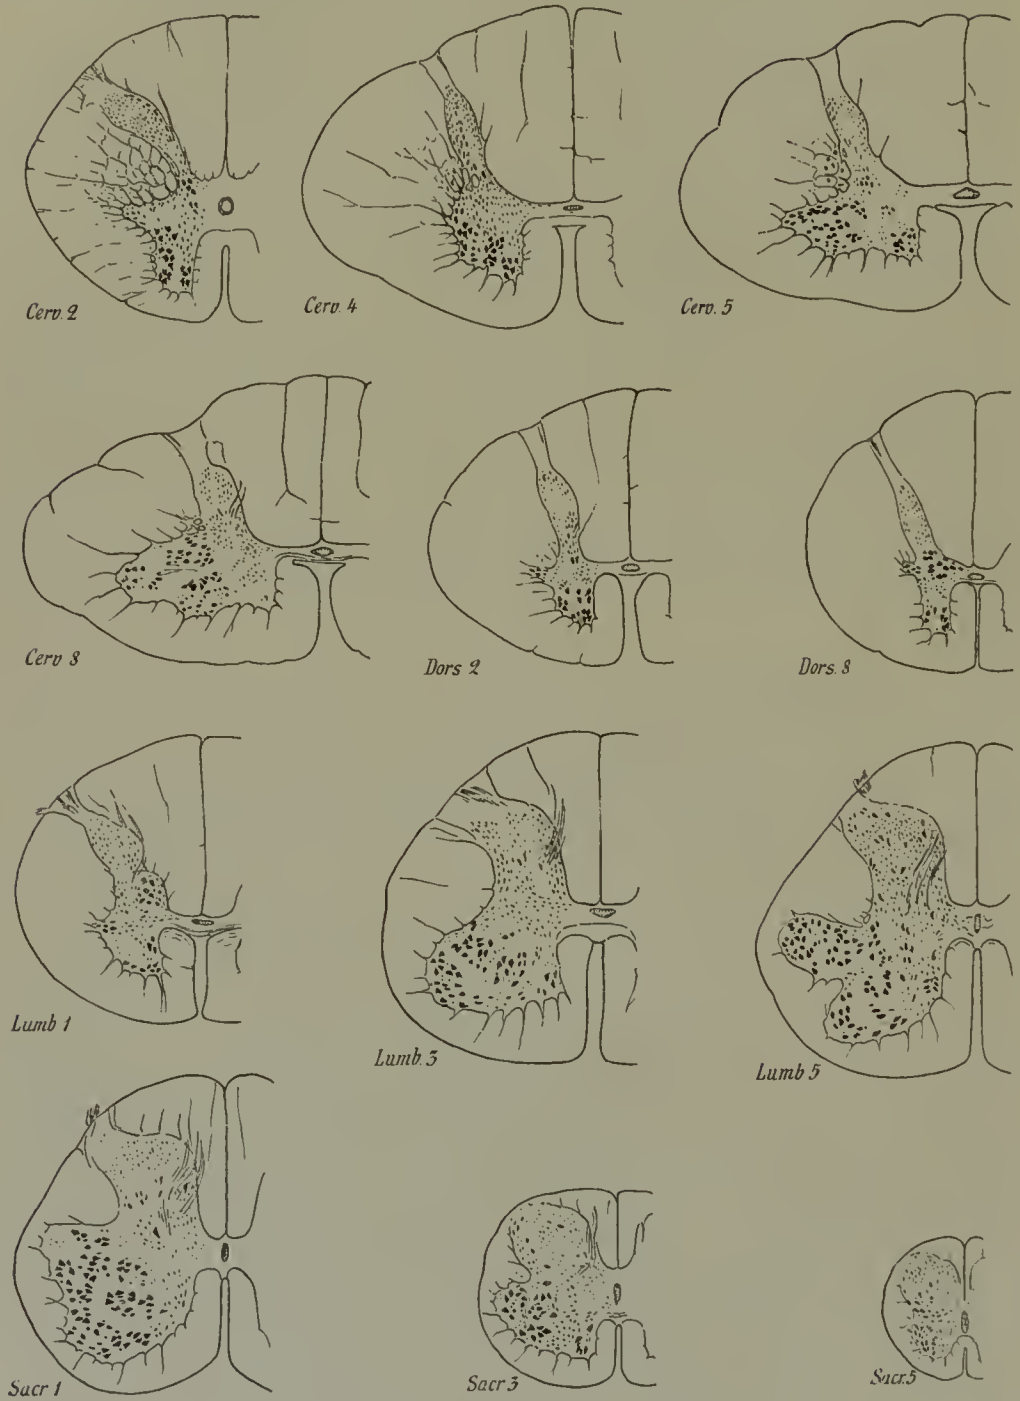 Cerv. 2
Cerv. 4
Cerv. 5
Cerv 8
Dors 2
Dors. 8
Lumb 1
Lumb. 3
Lumb 5
Sacr 1
Sacr 3
Sacr. 5